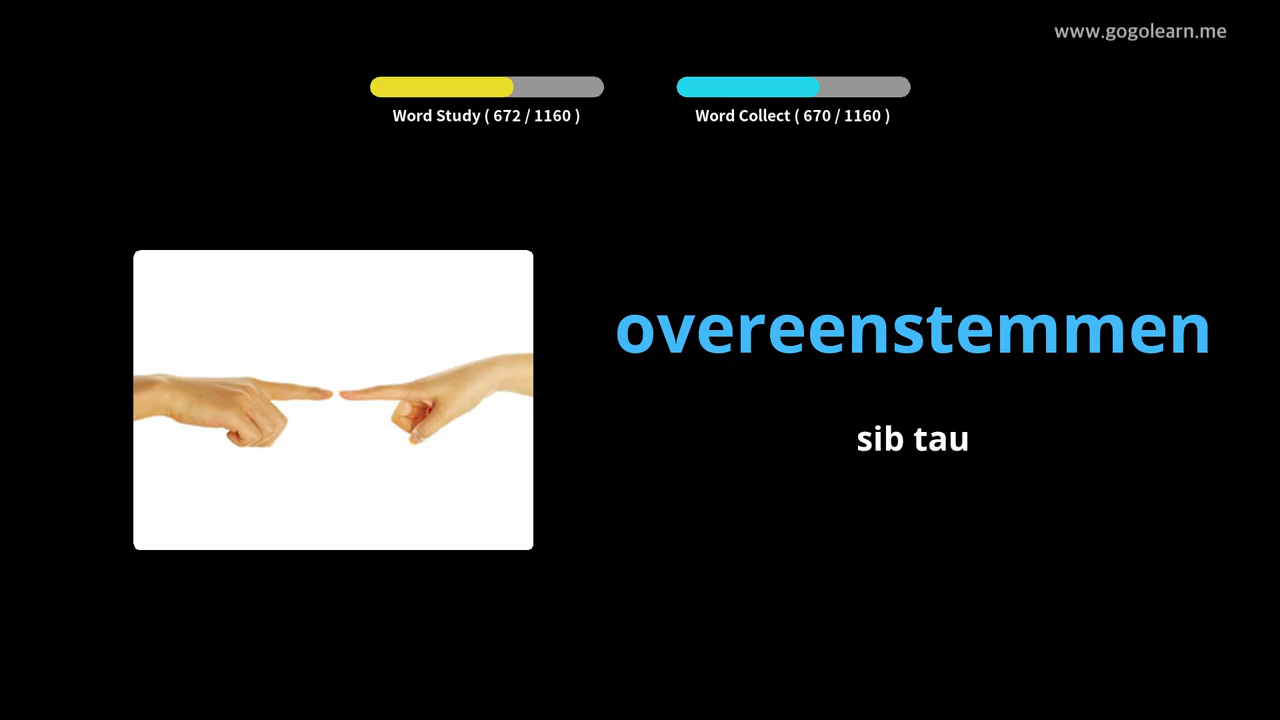 www.gogolearn.me
Word Study ( 672 / 1160 )
Word Collect ( 670 / 1160 )
overeenstemmen
sib tau